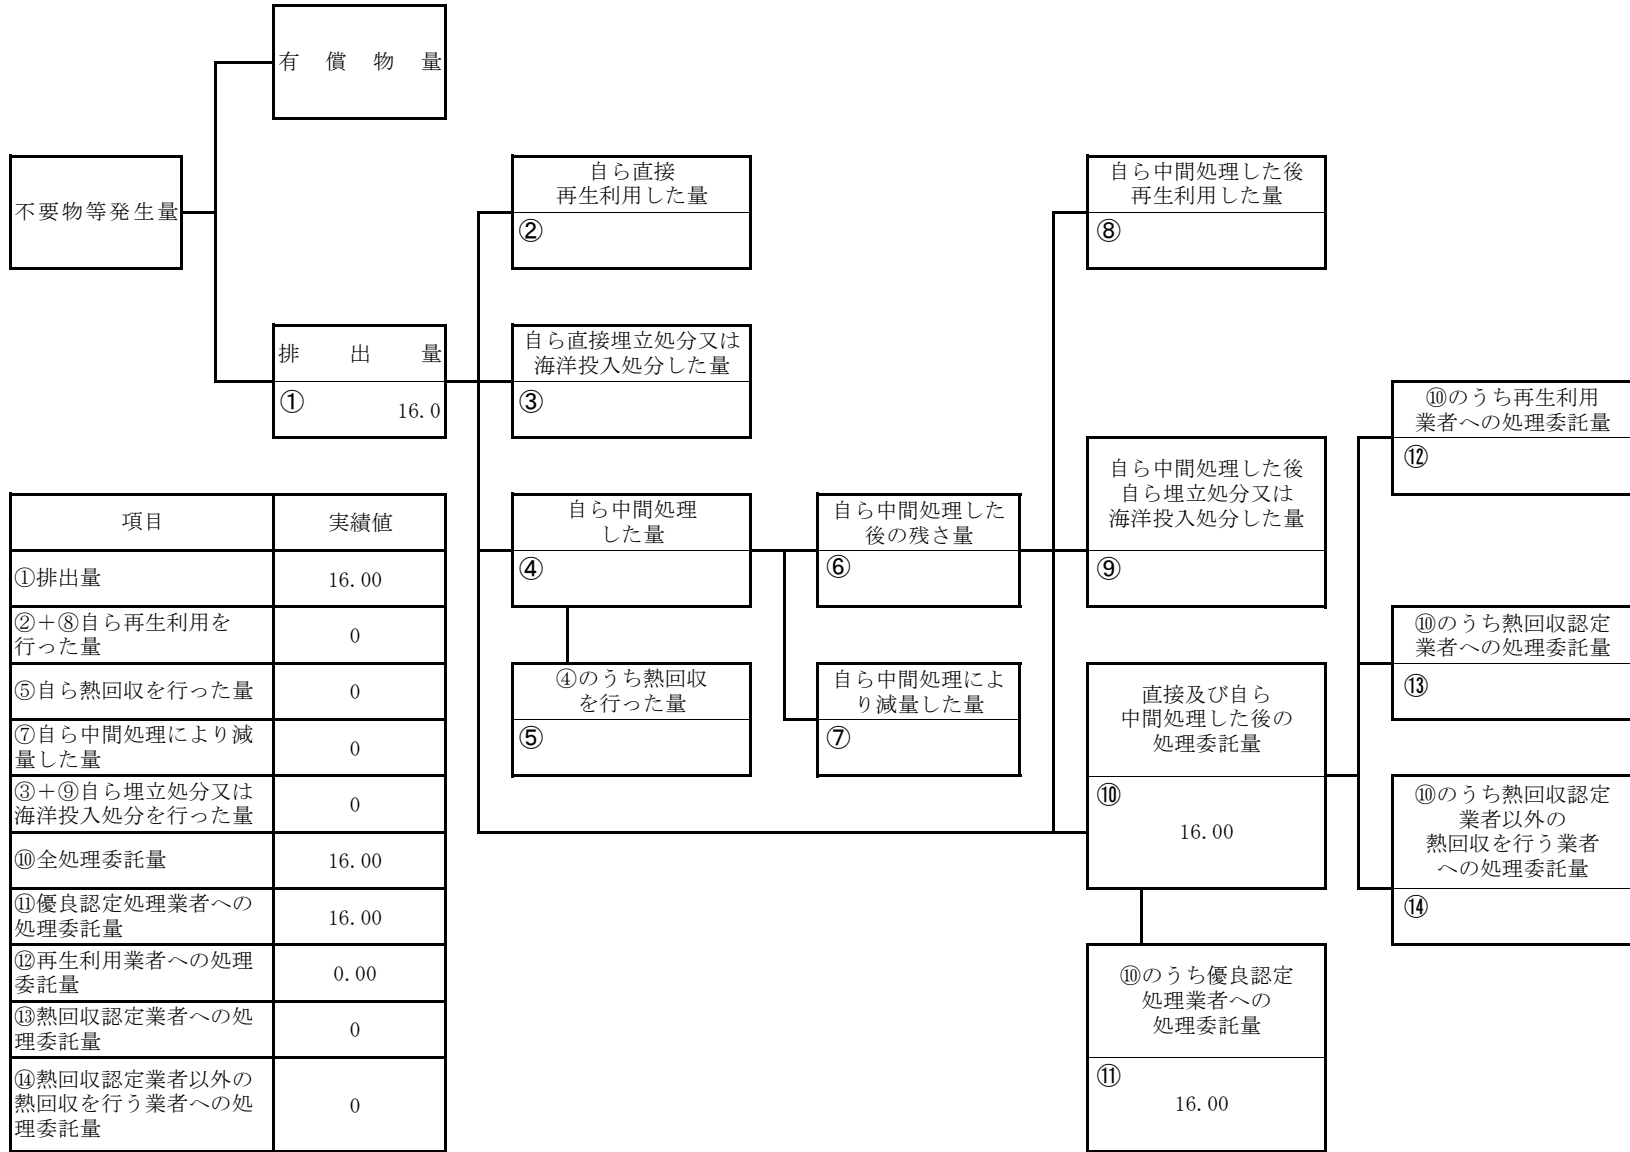 有償物量
不要物等発生量
自ら直接
再生利用した量
②
自ら中間処理した後
再生利用した量
⑧
排出量
①
16.0
自ら直接埋立処分又は
海洋投入処分した量
③
⑩のうち再生利用
業者への処理委託量
⑫
自ら中間処理した後
自ら埋立処分又は
海洋投入処分した量
⑨
自ら中間処理
した量
④
自ら中間処理した
後の残さ量
⑥
④のうち熱回収
を行った量
⑤
自ら中間処理によ
り減量した量
⑦
直接及び自ら
中間処理した後の
処理委託量
⑩
16.00
⑩のうち熱回収認定
業者への処理委託量
⑬
⑩のうち熱回収認定
業者以外の
熱回収を行う業者
への処理委託量
⑭
⑩のうち優良認定
処理業者への
処理委託量
⑪
16.00
項目 実績値
①排出量 16.00
②+⑧自ら再生利用を
行った量 0
⑤自ら熱回収を行った量 0
⑦自ら中間処理により減
量した量 0
③+⑨自ら埋立処分又は
海洋投入処分を行った量 0
⑩全処理委託量 16.00
⑪優良認定処理業者への
処理委託量 16.00
⑫再生利用業者への処理
委託量 0.00
⑬熱回収認定業者への処
理委託量 0
⑭熱回収認定業者以外の
熱回収を行う業者への処
理委託量 0